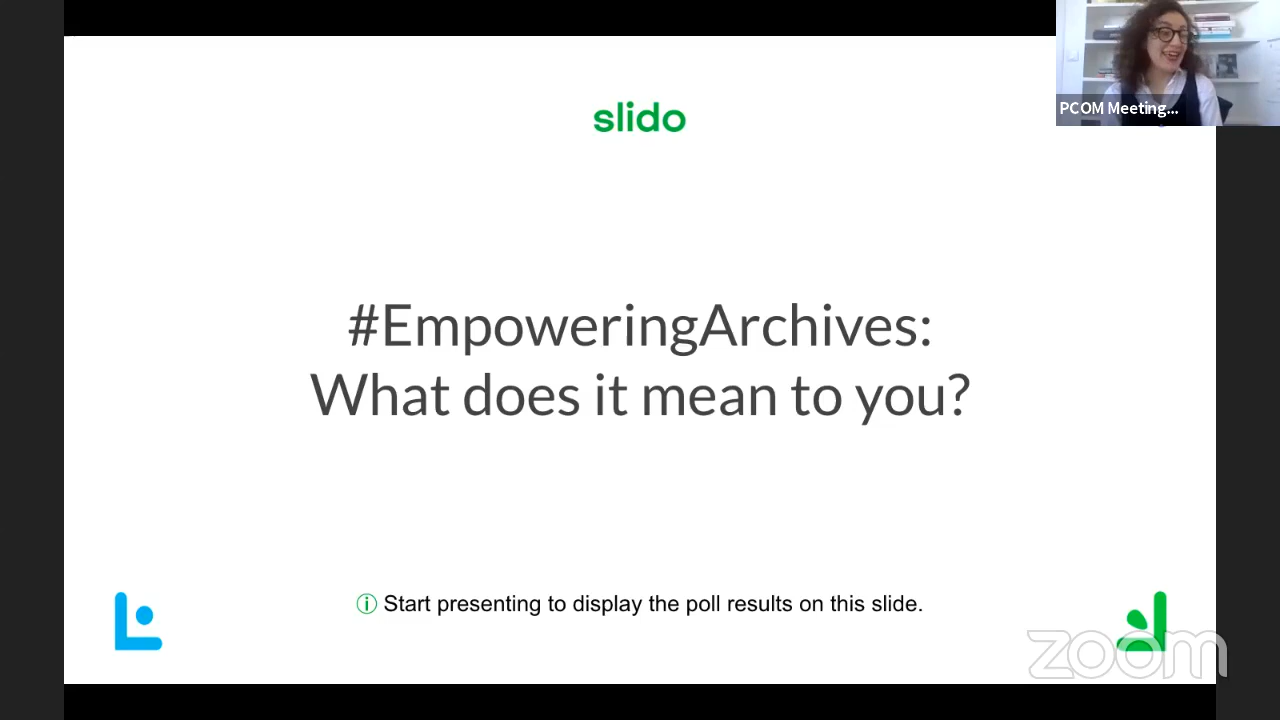 slido
PCOM Meeting...
#EmpoweringArchives:
What does it mean to you?
Start presenting to display the poll results on this slide.
zoom